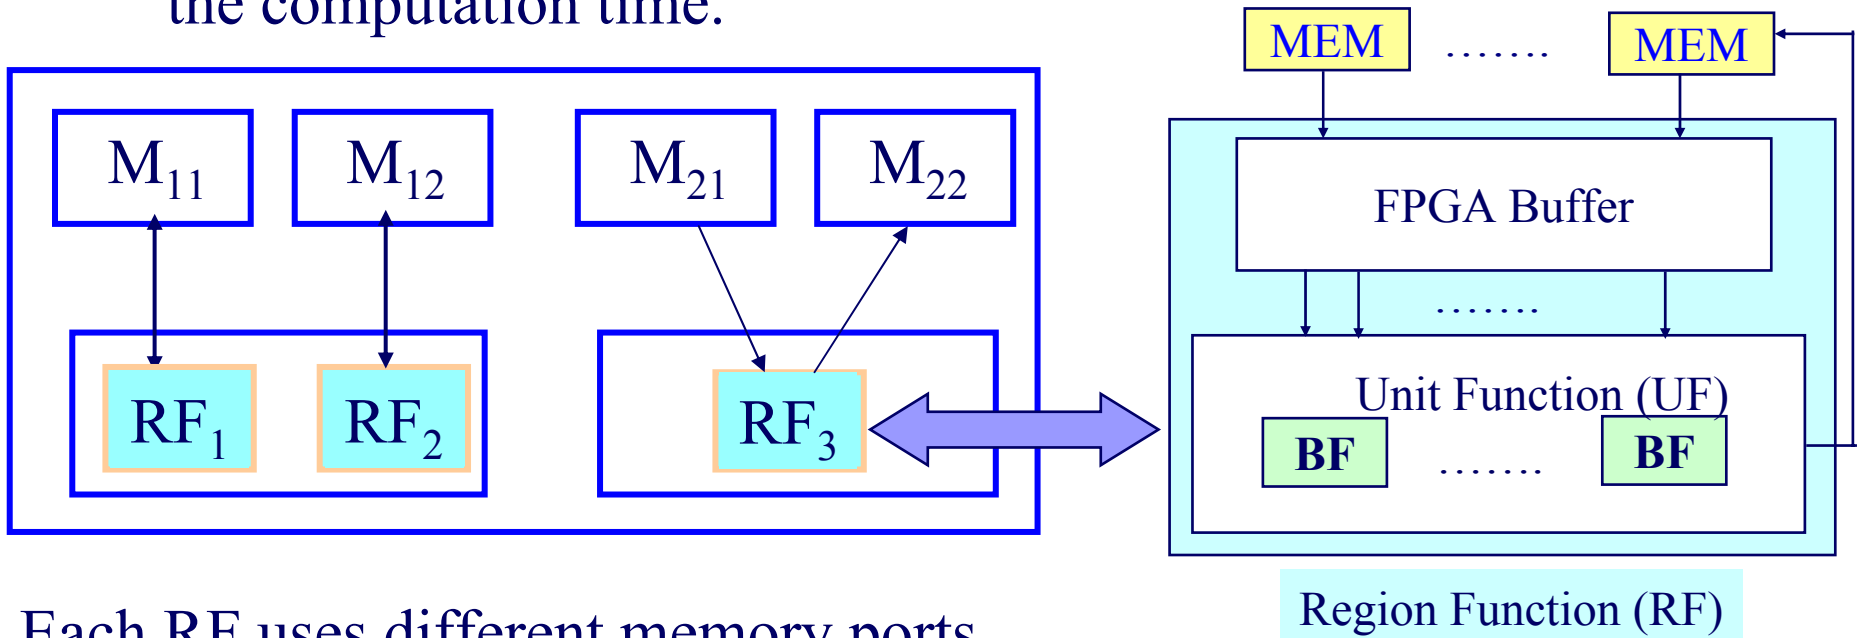 the computation time.
M11 M12 M21 M22
RF1 RF2 RF3
MEM ....... MEM
FPGA Buffer
.......
Unit Function (UF)
BF ....... BF
Region Function (RF)
Each RF uses different memory ports